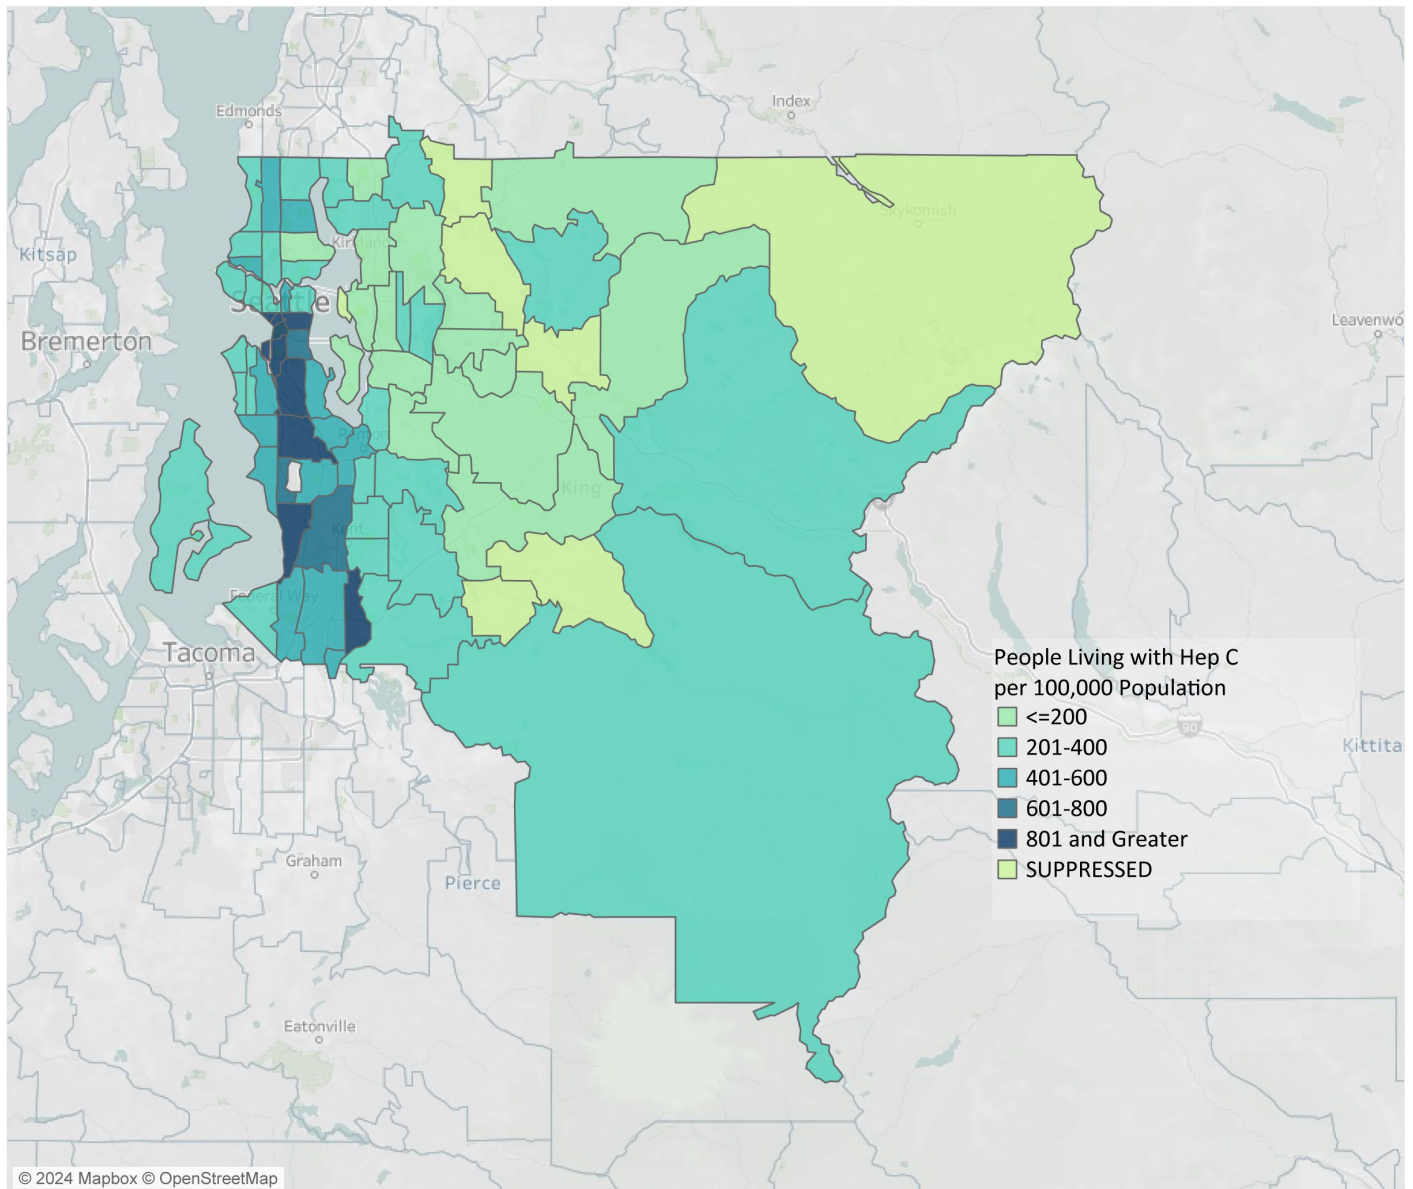 Edmonds
Index
Skykomish
Kirkland
Kitsap
Seattle
Leavenwo
Bremerton
King
Kent
Federal Way
Tacoma
People Living with Hep C
per 100,000 Population
<=200
201-400
401-600
601-800
801 and Greater
SUPPRESSED
90
Kittita
Graham
Pierce
Eatonville
© 2024 Mapbox © OpenStreetMap